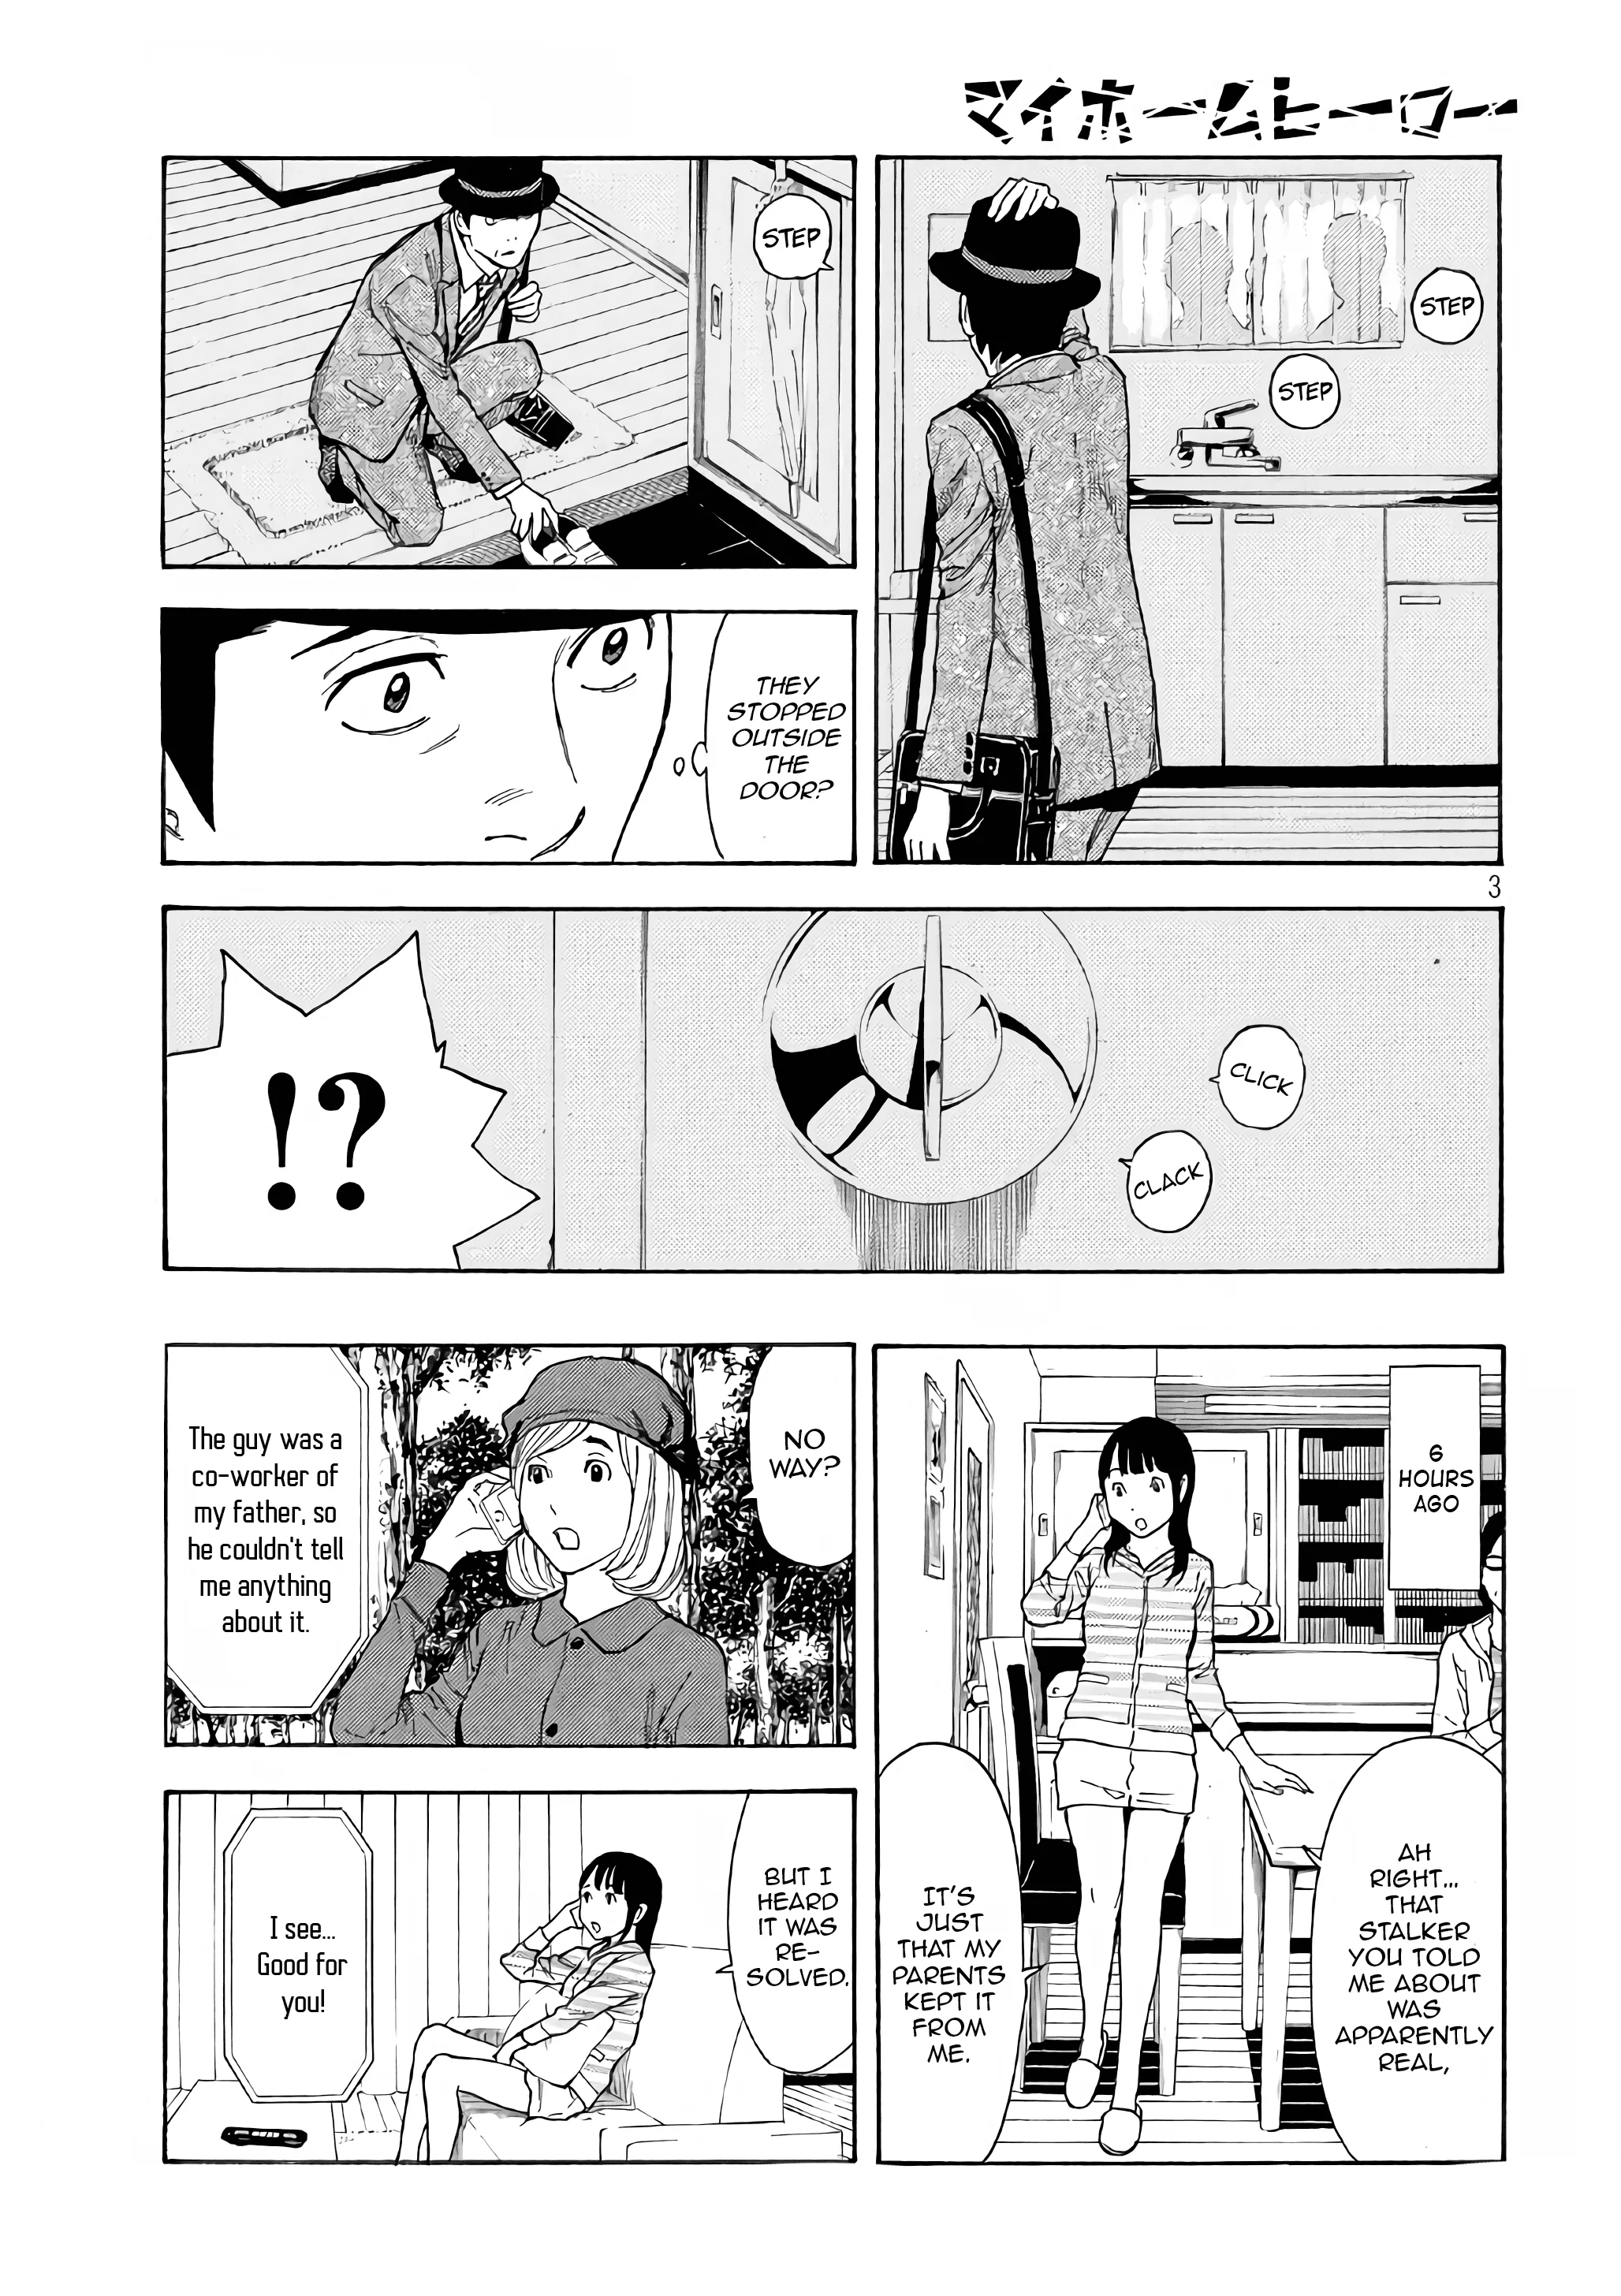 マイホームヒーロー
STEP
STEP
STEP
THEY
STOPPED
OUTSIDE
THE
DOOR?
3
CLICK
CLACK
!?
6
HOURS
AGO
AH
RIGHT...
THAT
STALKER
YOU TOLD
ME ABOUT
WAS
APPARENTLY
REAL,
IT'S
JUST
THAT MY
PARENTS
KEPT IT
FROM
ME.
NO
WAY?
The guy was a
co-worker of
my father, so
he couldn't tell
me anything
about it.
BUT I
HEARD
IT WAS
RE-
SOLVED.
I see...
Good for
you!